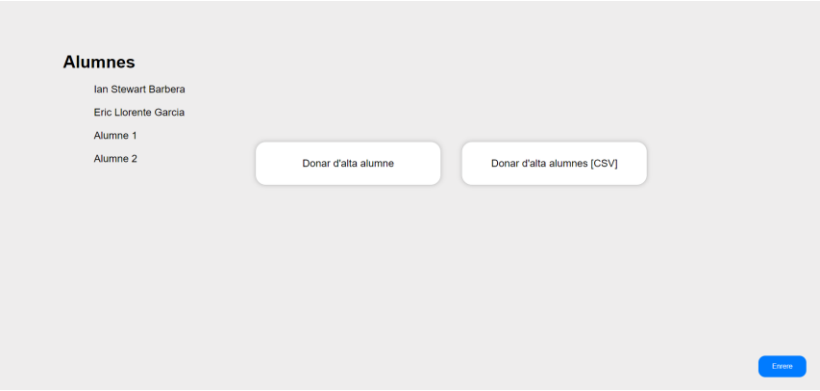 Alumnes
Ian Stewart Barbera
Eric Llorente Garcia
Alumne 1
Alumne 2
Donar d'alta alumne
Donar d'alta alumnes [CSV]
Enrere